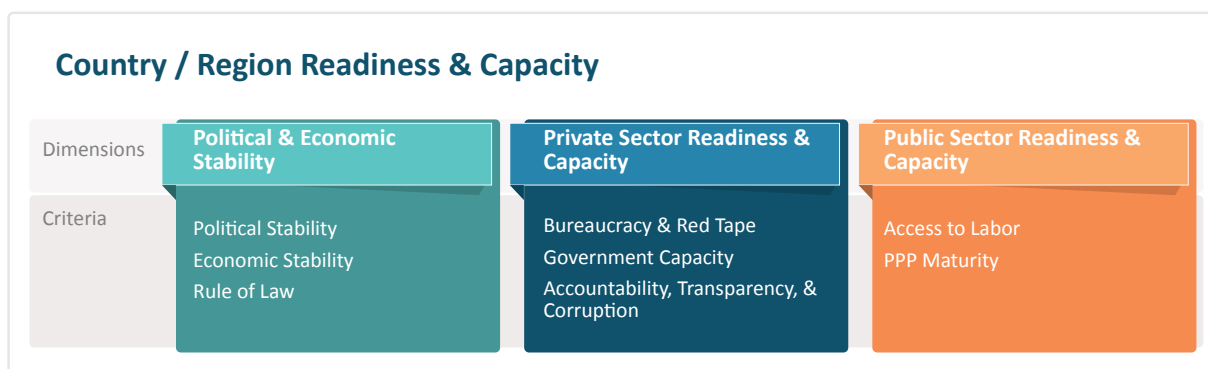 Country / Region Readiness & Capacity
Dimensions
Political & Economic
Stability
Private Sector Readiness &
Capacity
Public Sector Readiness &
Capacity
Criteria
Political Stability
Economic Stability
Rule of Law
Bureaucracy & Red Tape
Government Capacity
Accountability, Transparency, &
Corruption
Access to Labor
PPP Maturity